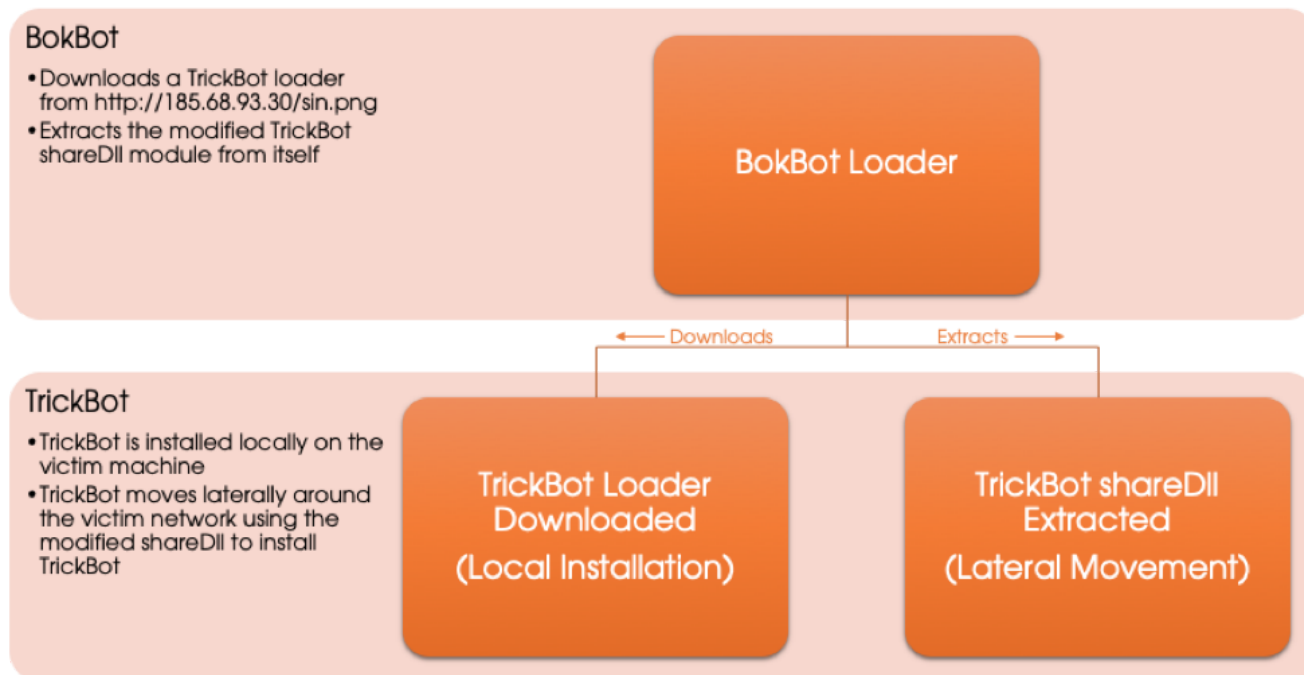 BokBot
•Downloads a TrickBot loader
from http://185.68.93.30/sin.png
•Extracts the modified TrickBot
shareDll module from itself
BokBot Loader
Downloads
Extracts
TrickBot
•TrickBot is installed locally on the
victim machine
•TrickBot moves laterally around
the victim network using the
modified shareDll to install
TrickBot
TrickBot Loader
Downloaded
(Local Installation)
TrickBot shareDll
Extracted
(Lateral Movement)